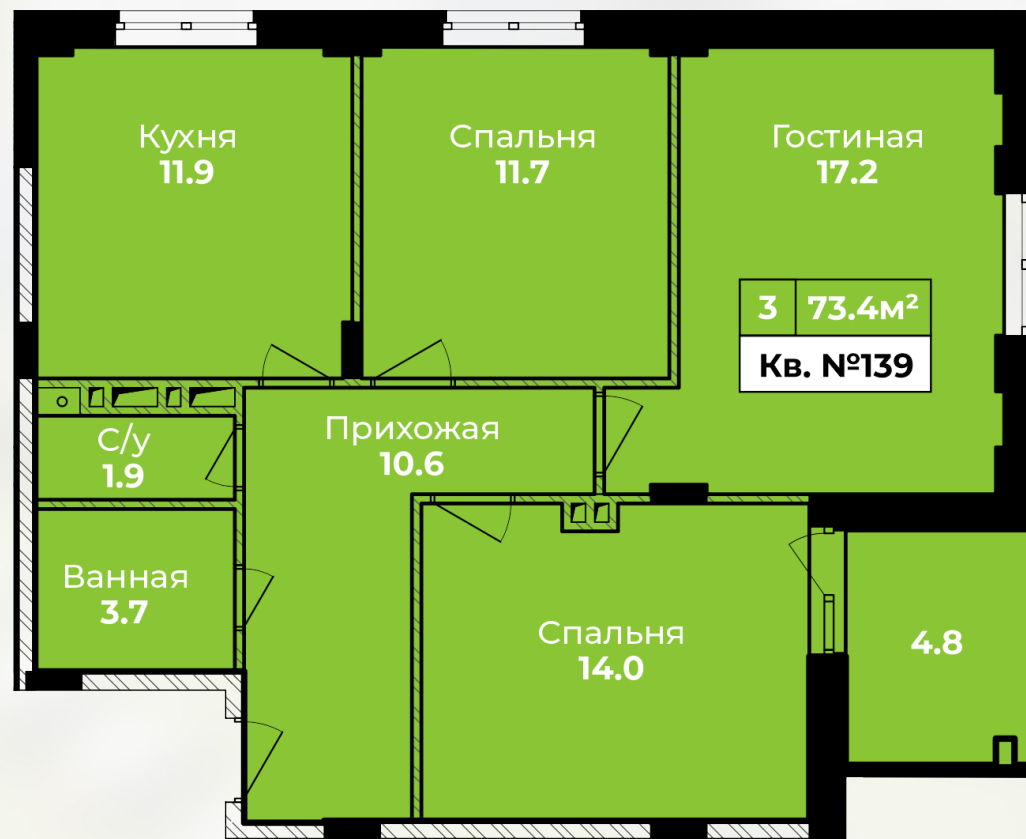 Кухня
11.9
Спальня
11.7
Гостиная
17.2
3 73.4м²
Кв. №139
Прихожая
10.6
С/у
1.9
Ванная
3.7
Спальня
14.0
4.8